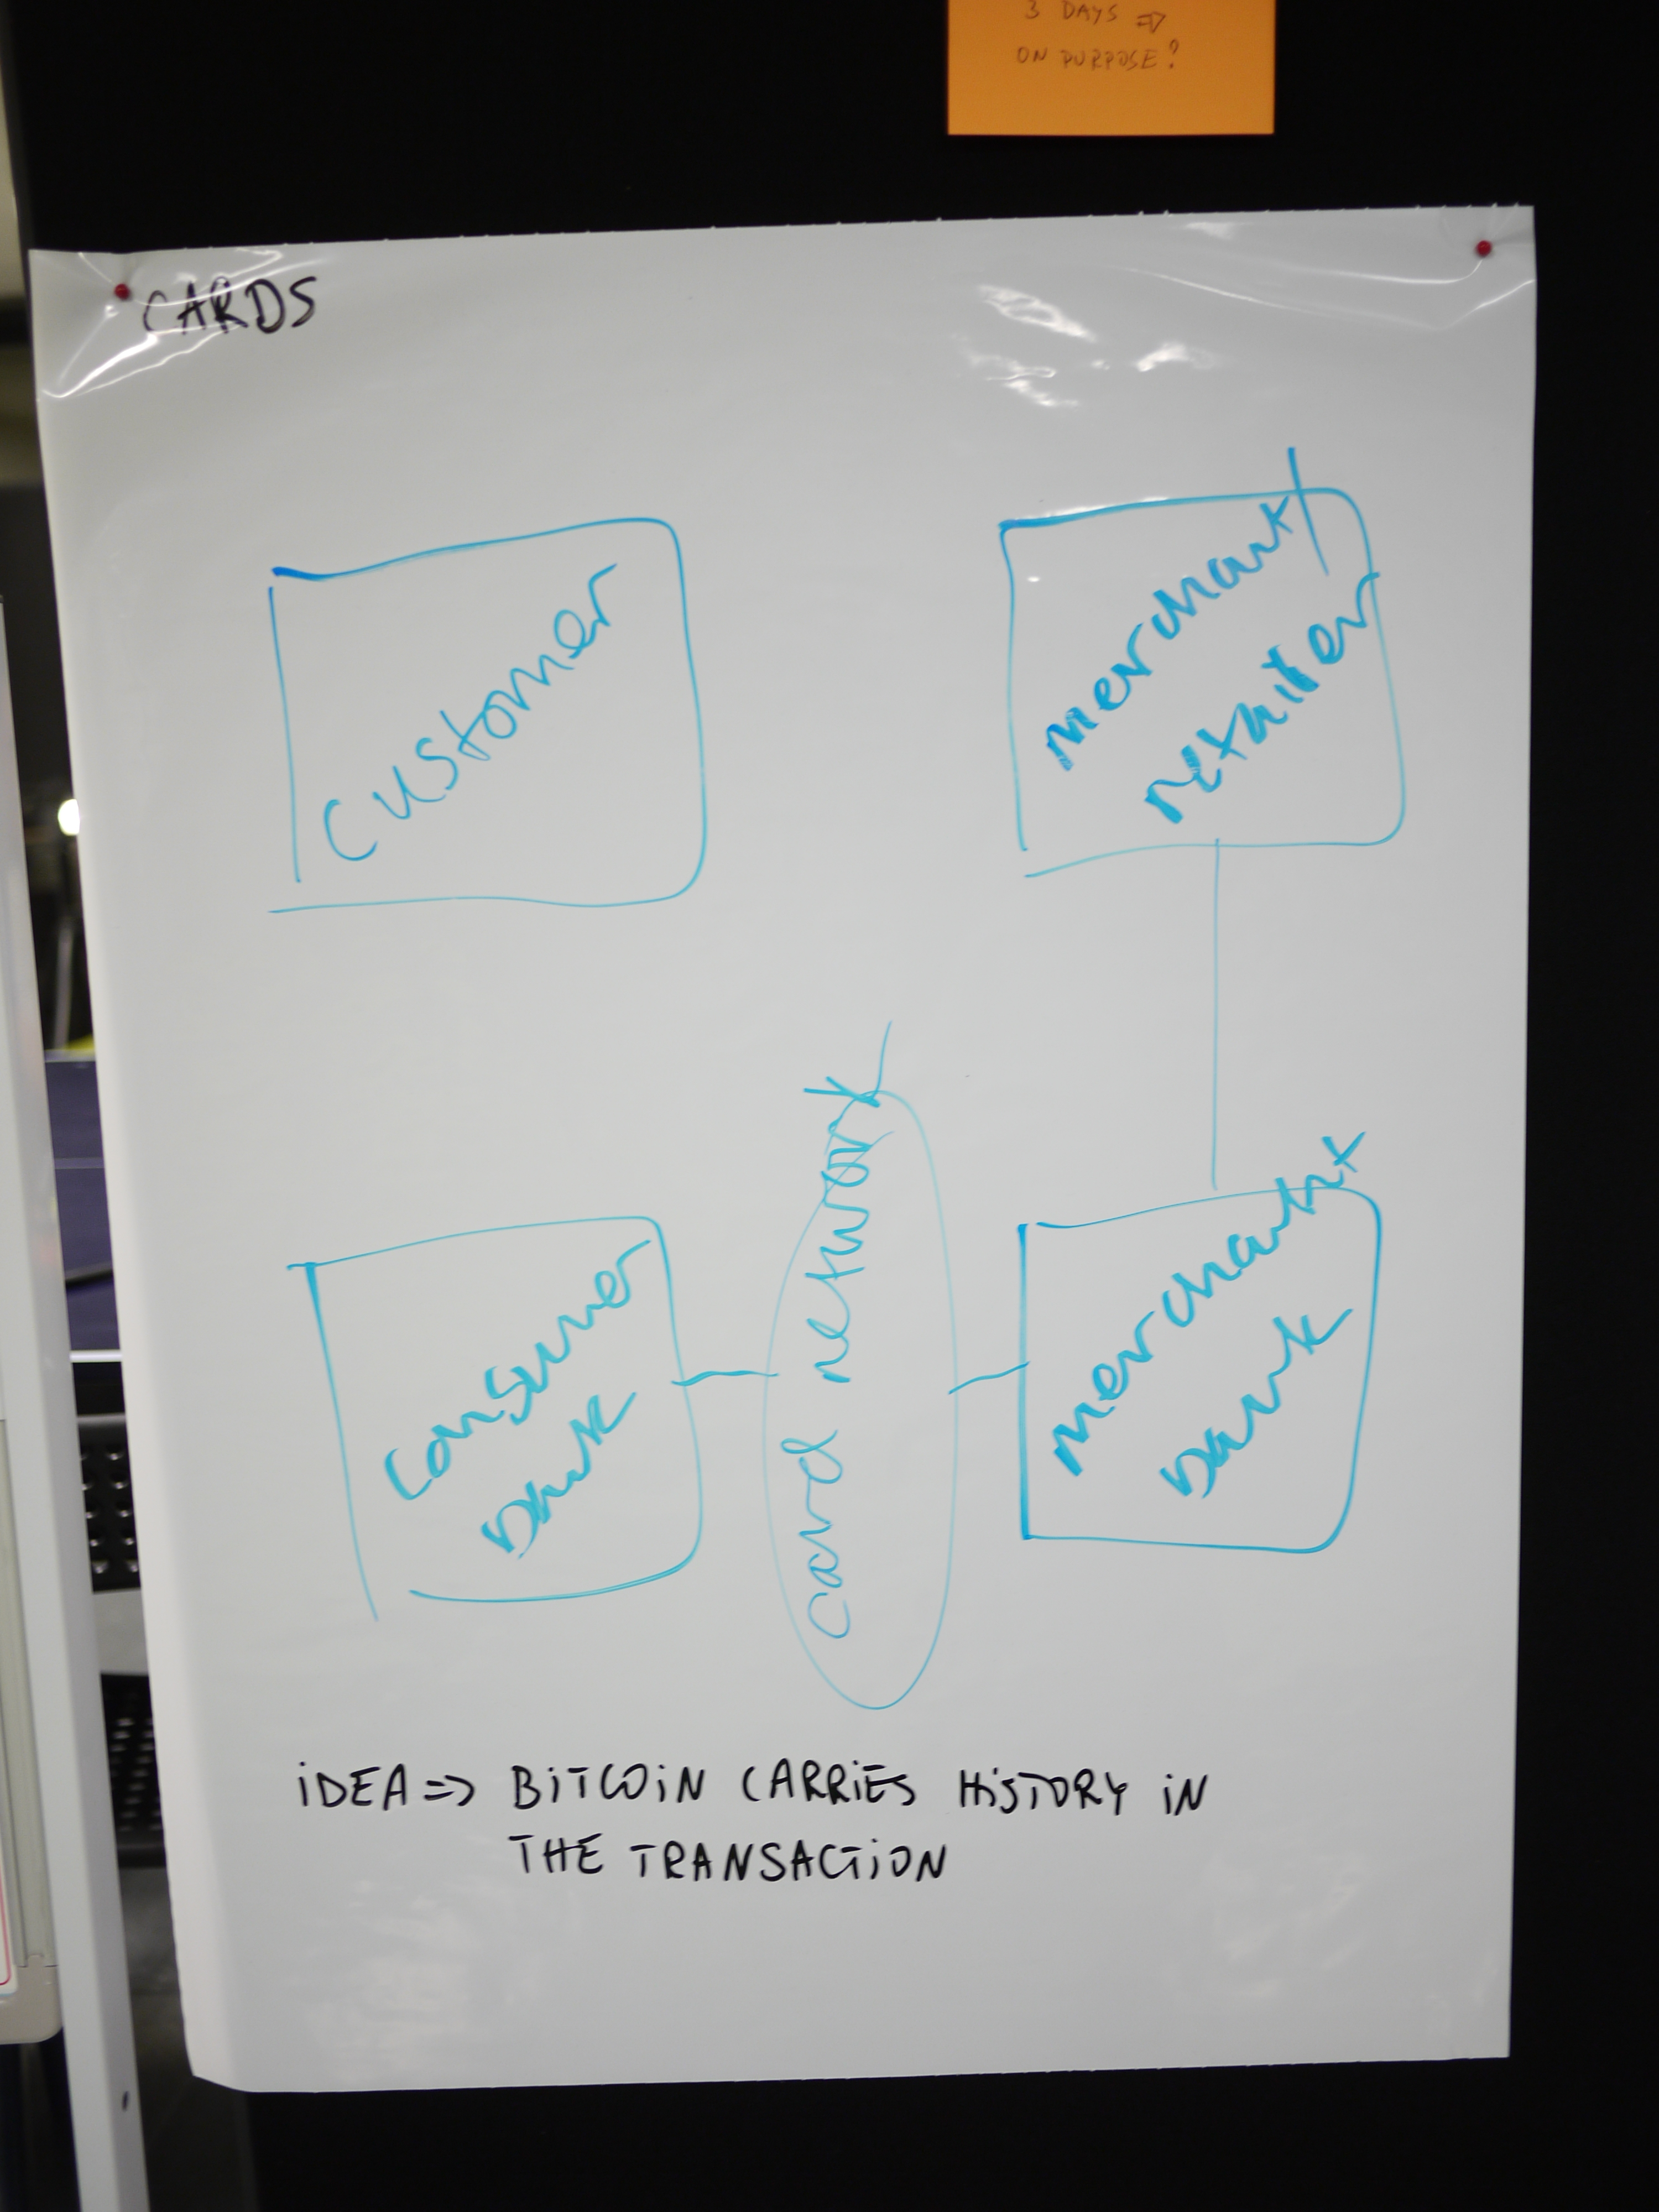 3 DAYS ⇒
ON PURPOSE?
CARDS
customer
merchant
retailer
consumer
bank
card network
merchant
bank
iDEA => BiTCOiN CARRiES HiSTORY iN
THE TRANSACTiON